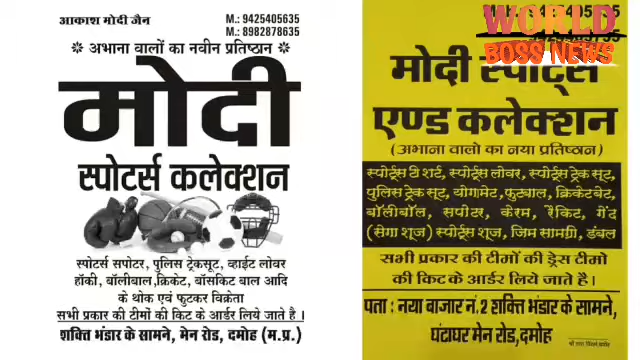 आकाश मोदी जैन
M.: 9425405635
M.: 8982878635
❊ अभाना वालों का नवीन प्रतिष्ठान ❊
मोदी
स्पोटर्स कलेक्शन
स्पोटर्स सपोटर, पुलिस ट्रेकसूट, व्हाईट लोवर
हॉकी, बॉलीबाल,क्रिकेट, बॉसकिट बाल आदि
के थोक एवं फुटकर विक्रेता
सभी प्रकार की टीमों की किट के आर्डर लिये जाते है।
शक्ति भंडार के सामने, मेन रोड, दमोह (म.प्र.)
WORLD
BOSS NEWS
मोदी स्पोर्ट्स
एण्ड कलेक्शन
(अभाना वालो का नया प्रतिष्ठान)
स्पोर्ट्स टी शर्ट, स्पोर्ट्स लोवर, स्पोर्ट्स ट्रेक सूट,
पुलिस ट्रेक सूट, योगामेट, फुटबाल, क्रिकेट बेट,
बॉलीबॉल, सपोटर, केरम, रैकिट, गेंद
(सेगा शूज) स्पोर्ट्स शूज, जिम सामग्री, डंबल
सभी प्रकार की टीमों की ड्रेस टीमो
की किट के आर्डर लिये जाते है।
पता : नया बाजार नं. 2 शक्ति भंडार के सामने,
घंटाघर मेन रोड,दमोह